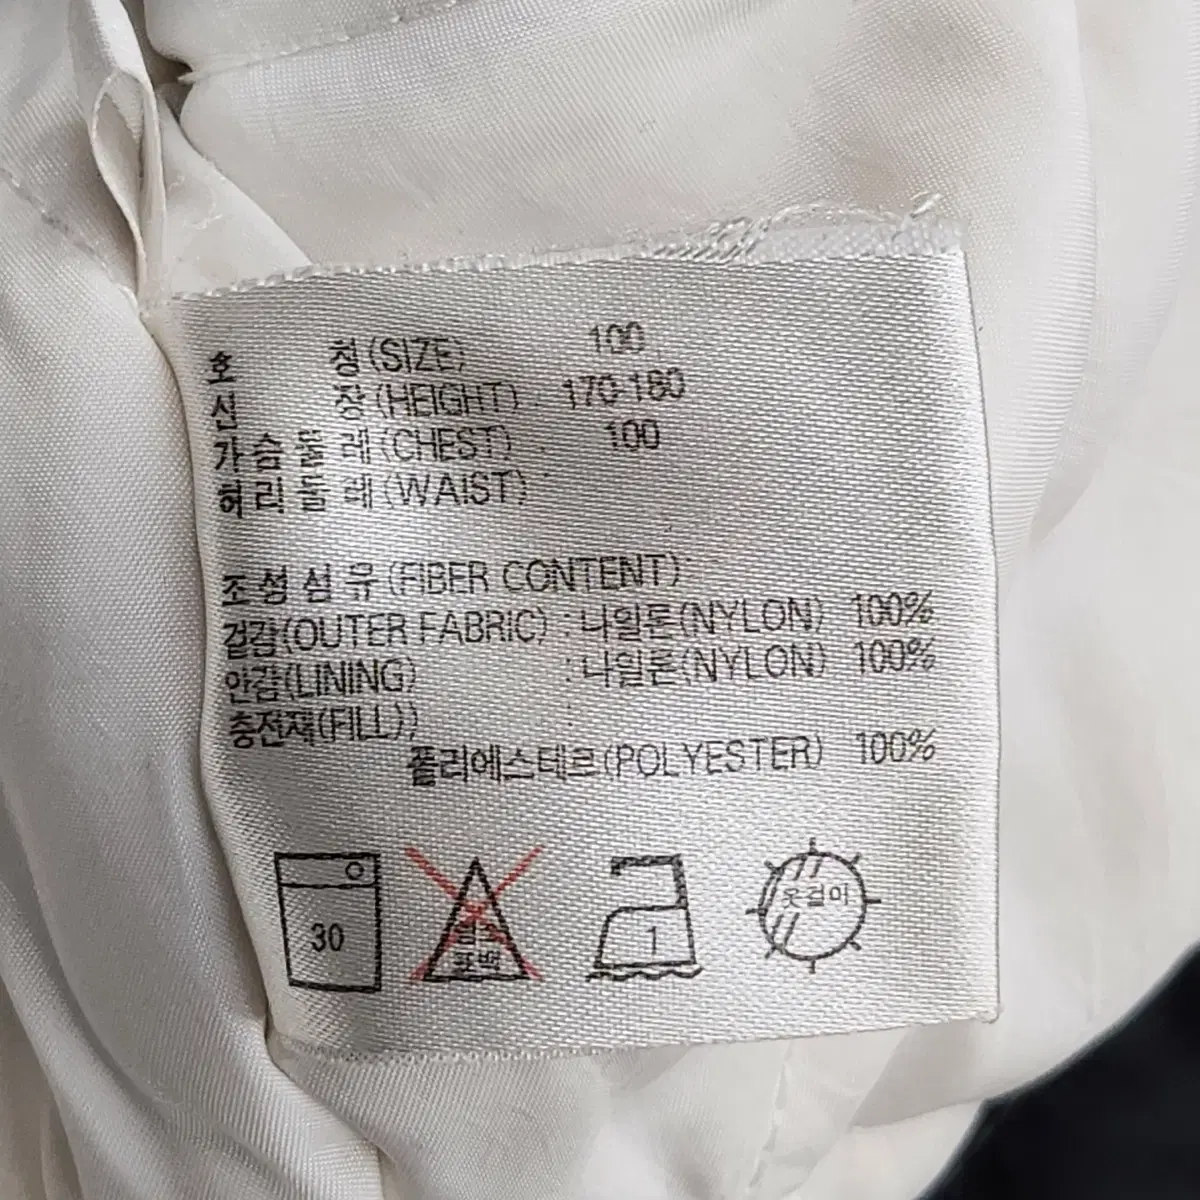 호 칭(SIZE) 100
신 장(HEIGHT) : 170-180
가슴둘레(CHEST) : 100
허리둘레(WAIST) :
조성섬유(FIBER CONTENT):
겉감(OUTER FABRIC) : 나일론(NYLON) 100%
안감(LINING) : 나일론(NYLON) 100%
충전재(FILL)) :
폴리에스테르(POLYESTER) 100%
30
표백
1
옷걸이